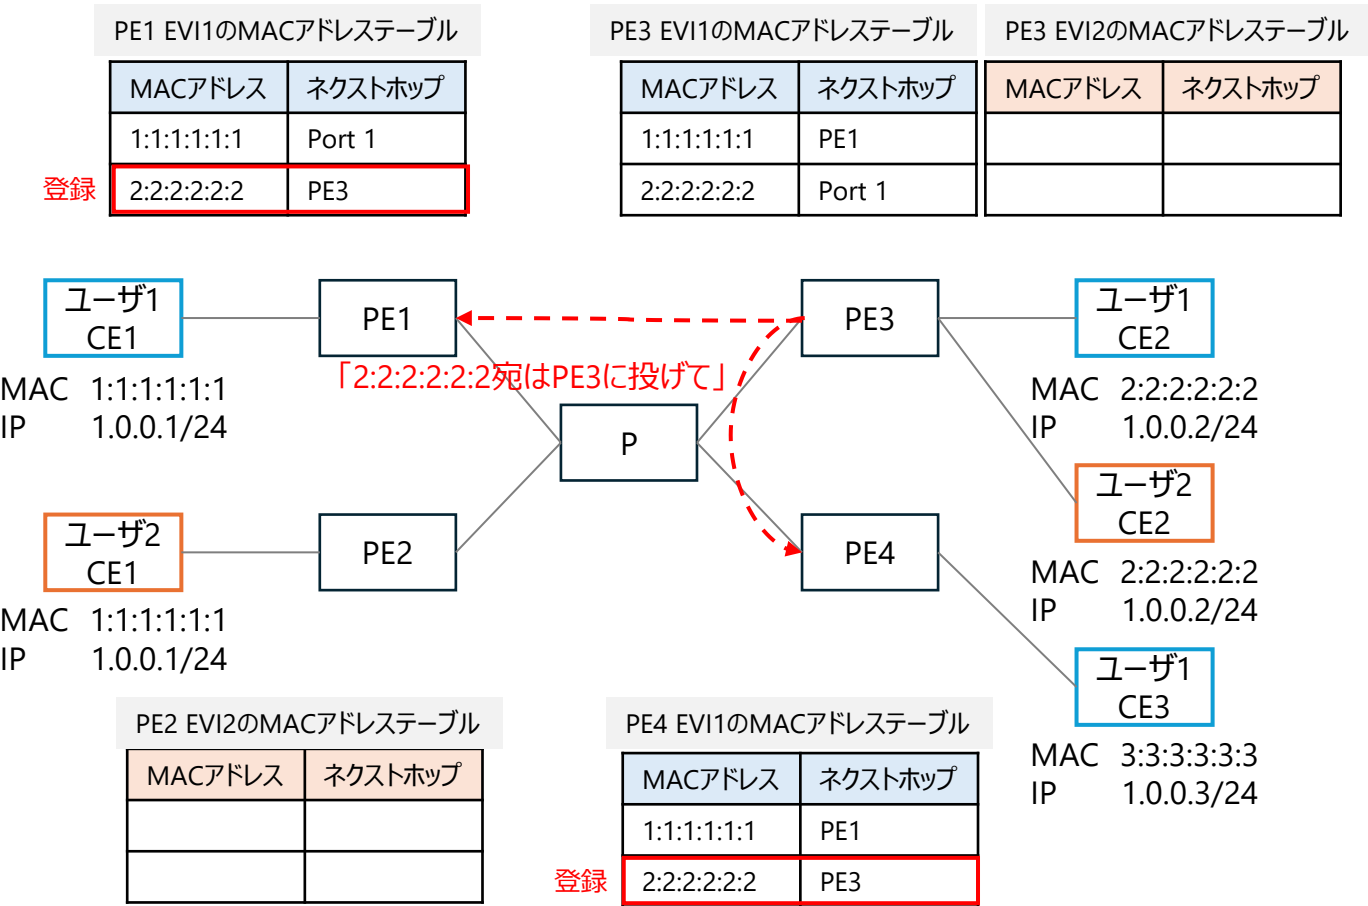 PE1 EVI1のMACアドレステーブル
MACアドレス ネクストホップ
1:1:1:1:1:1 Port 1
登録 2:2:2:2:2:2 PE3
PE3 EVI1のMACアドレステーブル
MACアドレス ネクストホップ
1:1:1:1:1:1 PE1
2:2:2:2:2:2 Port 1
PE3 EVI2のMACアドレステーブル
MACアドレス ネクストホップ
ユーザ1
CE1
MAC 1:1:1:1:1:1
IP 1.0.0.1/24
PE1
PE3
ユーザ1
CE2
MAC 2:2:2:2:2:2
IP 1.0.0.2/24
「2:2:2:2:2:2宛はPE3に投げて」
P
ユーザ2
CE1
MAC 1:1:1:1:1:1
IP 1.0.0.1/24
PE2
PE4
ユーザ2
CE2
MAC 2:2:2:2:2:2
IP 1.0.0.2/24
ユーザ1
CE3
MAC 3:3:3:3:3:3
IP 1.0.0.3/24
PE2 EVI2のMACアドレステーブル
MACアドレス ネクストホップ
PE4 EVI1のMACアドレステーブル
MACアドレス ネクストホップ
1:1:1:1:1:1 PE1
登録 2:2:2:2:2:2 PE3